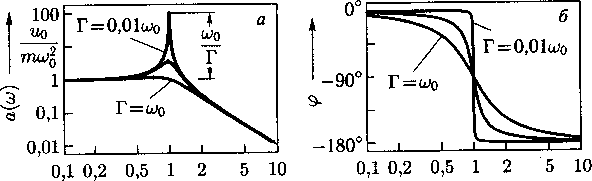 100
u₀
mω₀²
a(ω)
10
1
0,1
0,01
Γ=0,01ω₀
ω₀
Γ
a
Γ=ω₀
0,1 0,2 0,5 1 2 5 10
0°
−90°
−180°
φ
б
Γ=0,01ω₀
Γ=ω₀
0,1 0,2 0,5 1 2 5 10